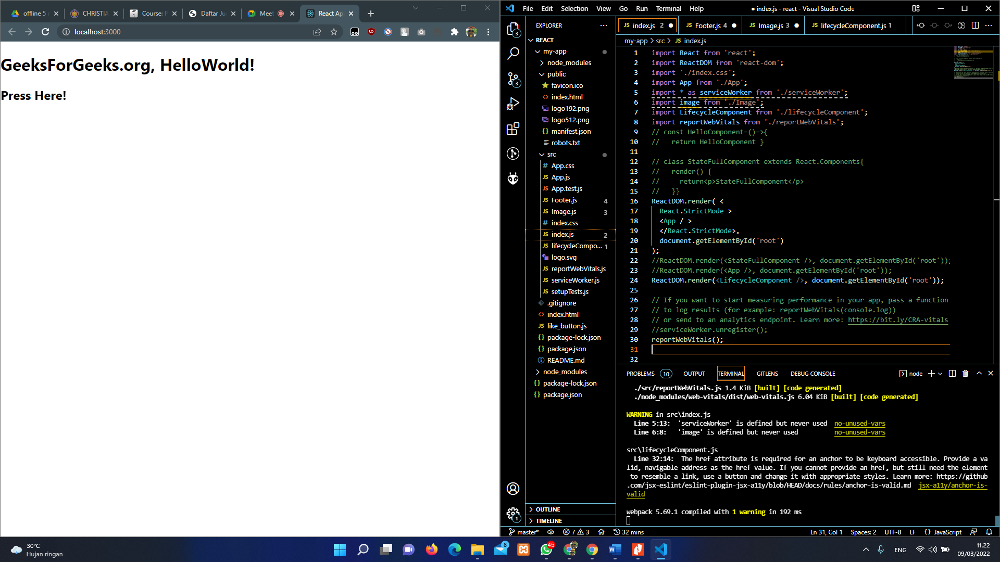 offline 5
CHRISTIA
Course: F
Daftar Ju
Meet
React Ap
localhost:3000
GeeksForGeeks.org, HelloWorld!
Press Here!
File Edit Selection View Go Run Terminal Help
● index.js - react - Visual Studio Code
EXPLORER
REACT
my-app
node_modules
public
favicon.ico
index.html
logo192.png
logo512.png
manifest.json
robots.txt
src
App.css
App.js
App.test.js
Footer.js 4
Image.js 3
index.css
index.js 2
lifecycleCompo... 1
logo.svg
reportWebVitals.js
serviceWorker.js
setupTests.js
.gitignore
index.html
like_button.js
package-lock.json
package.json
README.md
node_modules
package-lock.json
package.json
OUTLINE
TIMELINE
3
3
1
JS index.js 2 ●
JS Footer.js 4 ●
JS Image.js 3 ●
JS lifecycleComponent.js 1
my-app > src > JS index.js
1 import React from 'react';
2 import ReactDOM from 'react-dom';
3 import './index.css';
4 import App from './App';
5 import * as serviceWorker from './serviceWorker';
6 import image from './Image';
7 import LifecycleComponent from './lifecycleComponent';
8 import reportWebVitals from './reportWebVitals';
9 // const HelloComponent=()=>{
10 //   return HelloComponent }
11
12 // class StateFullComponent extends React.Components{
13 //   render() {
14 //     return<p>StateFullComponent</p>
15 //   }}
16 ReactDOM.render( <
17   React.StrictMode >
18   <App / >
19   </React.StrictMode>,
20   document.getElementById('root')
21 );
22 //ReactDOM.render(<StateFullComponent />, document.getElementById('root'));
23 //ReactDOM.render(<App />, document.getElementById('root'));
24 ReactDOM.render(<LifecycleComponent />, document.getElementById('root'));
25
26 // If you want to start measuring performance in your app, pass a function
27 // to log results (for example: reportWebVitals(console.log))
28 // or send to an analytics endpoint. Learn more: https://bit.ly/CRA-vitals
29 //serviceWorker.unregister();
30 reportWebVitals();
31
32
PROBLEMS 10 OUTPUT TERMINAL GITLENS DEBUG CONSOLE
node
./src/reportWebVitals.js 1.4 KiB [built] [code generated]
./node_modules/web-vitals/dist/web-vitals.js 6.04 KiB [built] [code generated]
WARNING in src\index.js
Line 5:13:  'serviceWorker' is defined but never used  no-unused-vars
Line 6:8:   'image' is defined but never used          no-unused-vars
src\lifecycleComponent.js
Line 32:14:  The href attribute is required for an anchor to be keyboard accessible. Provide a va
lid, navigable address as the href value. If you cannot provide an href, but still need the element
to resemble a link, use a button and change it with appropriate styles. Learn more: https://github
.com/jsx-eslint/eslint-plugin-jsx-a11y/blob/HEAD/docs/rules/anchor-is-valid.md  jsx-a11y/anchor-is-
valid
webpack 5.69.1 compiled with 1 warning in 192 ms
master* 7 3 32 mins
Ln 31, Col 1 Spaces: 2 UTF-8 LF {} JavaScript
30°C
Hujan ringan
8
45
ENG
11.22
09/03/2022